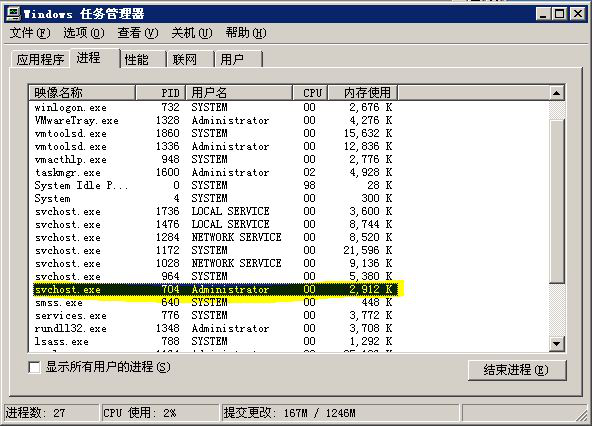 Windows 任务管理器
文件(F) 选项(O) 查看(V) 关机(U) 帮助(H)
应用程序 进程 性能 联网 用户
映像名称 PID 用户名 CPU 内存使用
winlogon.exe 732 SYSTEM 00 2,676 K
VMwareTray.exe 1328 Administrator 00 4,276 K
vmtoolsd.exe 1860 SYSTEM 00 15,632 K
vmtoolsd.exe 1336 Administrator 00 12,836 K
vmacthlp.exe 948 SYSTEM 00 2,776 K
taskmgr.exe 1600 Administrator 02 4,928 K
System Idle P... 0 SYSTEM 98 28 K
System 4 SYSTEM 00 300 K
svchost.exe 1736 LOCAL SERVICE 00 3,600 K
svchost.exe 1476 LOCAL SERVICE 00 8,744 K
svchost.exe 1284 NETWORK SERVICE 00 8,520 K
svchost.exe 1172 SYSTEM 00 21,596 K
svchost.exe 1028 NETWORK SERVICE 00 9,136 K
svchost.exe 964 SYSTEM 00 5,380 K
svchost.exe 704 Administrator 00 2,912 K
smss.exe 640 SYSTEM 00 448 K
services.exe 776 SYSTEM 00 3,772 K
rundll32.exe 1348 Administrator 00 3,708 K
lsass.exe 788 SYSTEM 00 1,292 K
显示所有用户的进程(S) 结束进程(E)
进程数: 27 CPU 使用: 2% 提交更改: 167M / 1246M